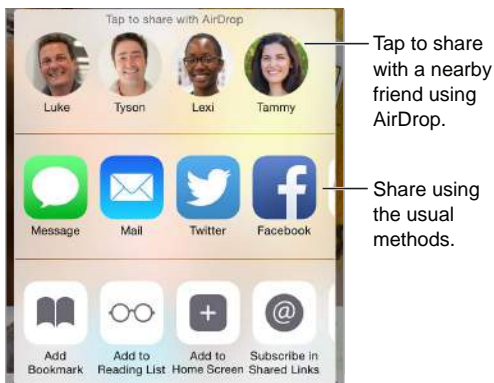 Tap to share with AirDrop
Luke Tyson Lexi Tammy
Tap to share
with a nearby
friend using
AirDrop.
Message Mail Twitter Facebook
Share using
the usual
methods.
Add Add to Add to Subscribe in
Bookmark Reading List Home Screen Shared Links